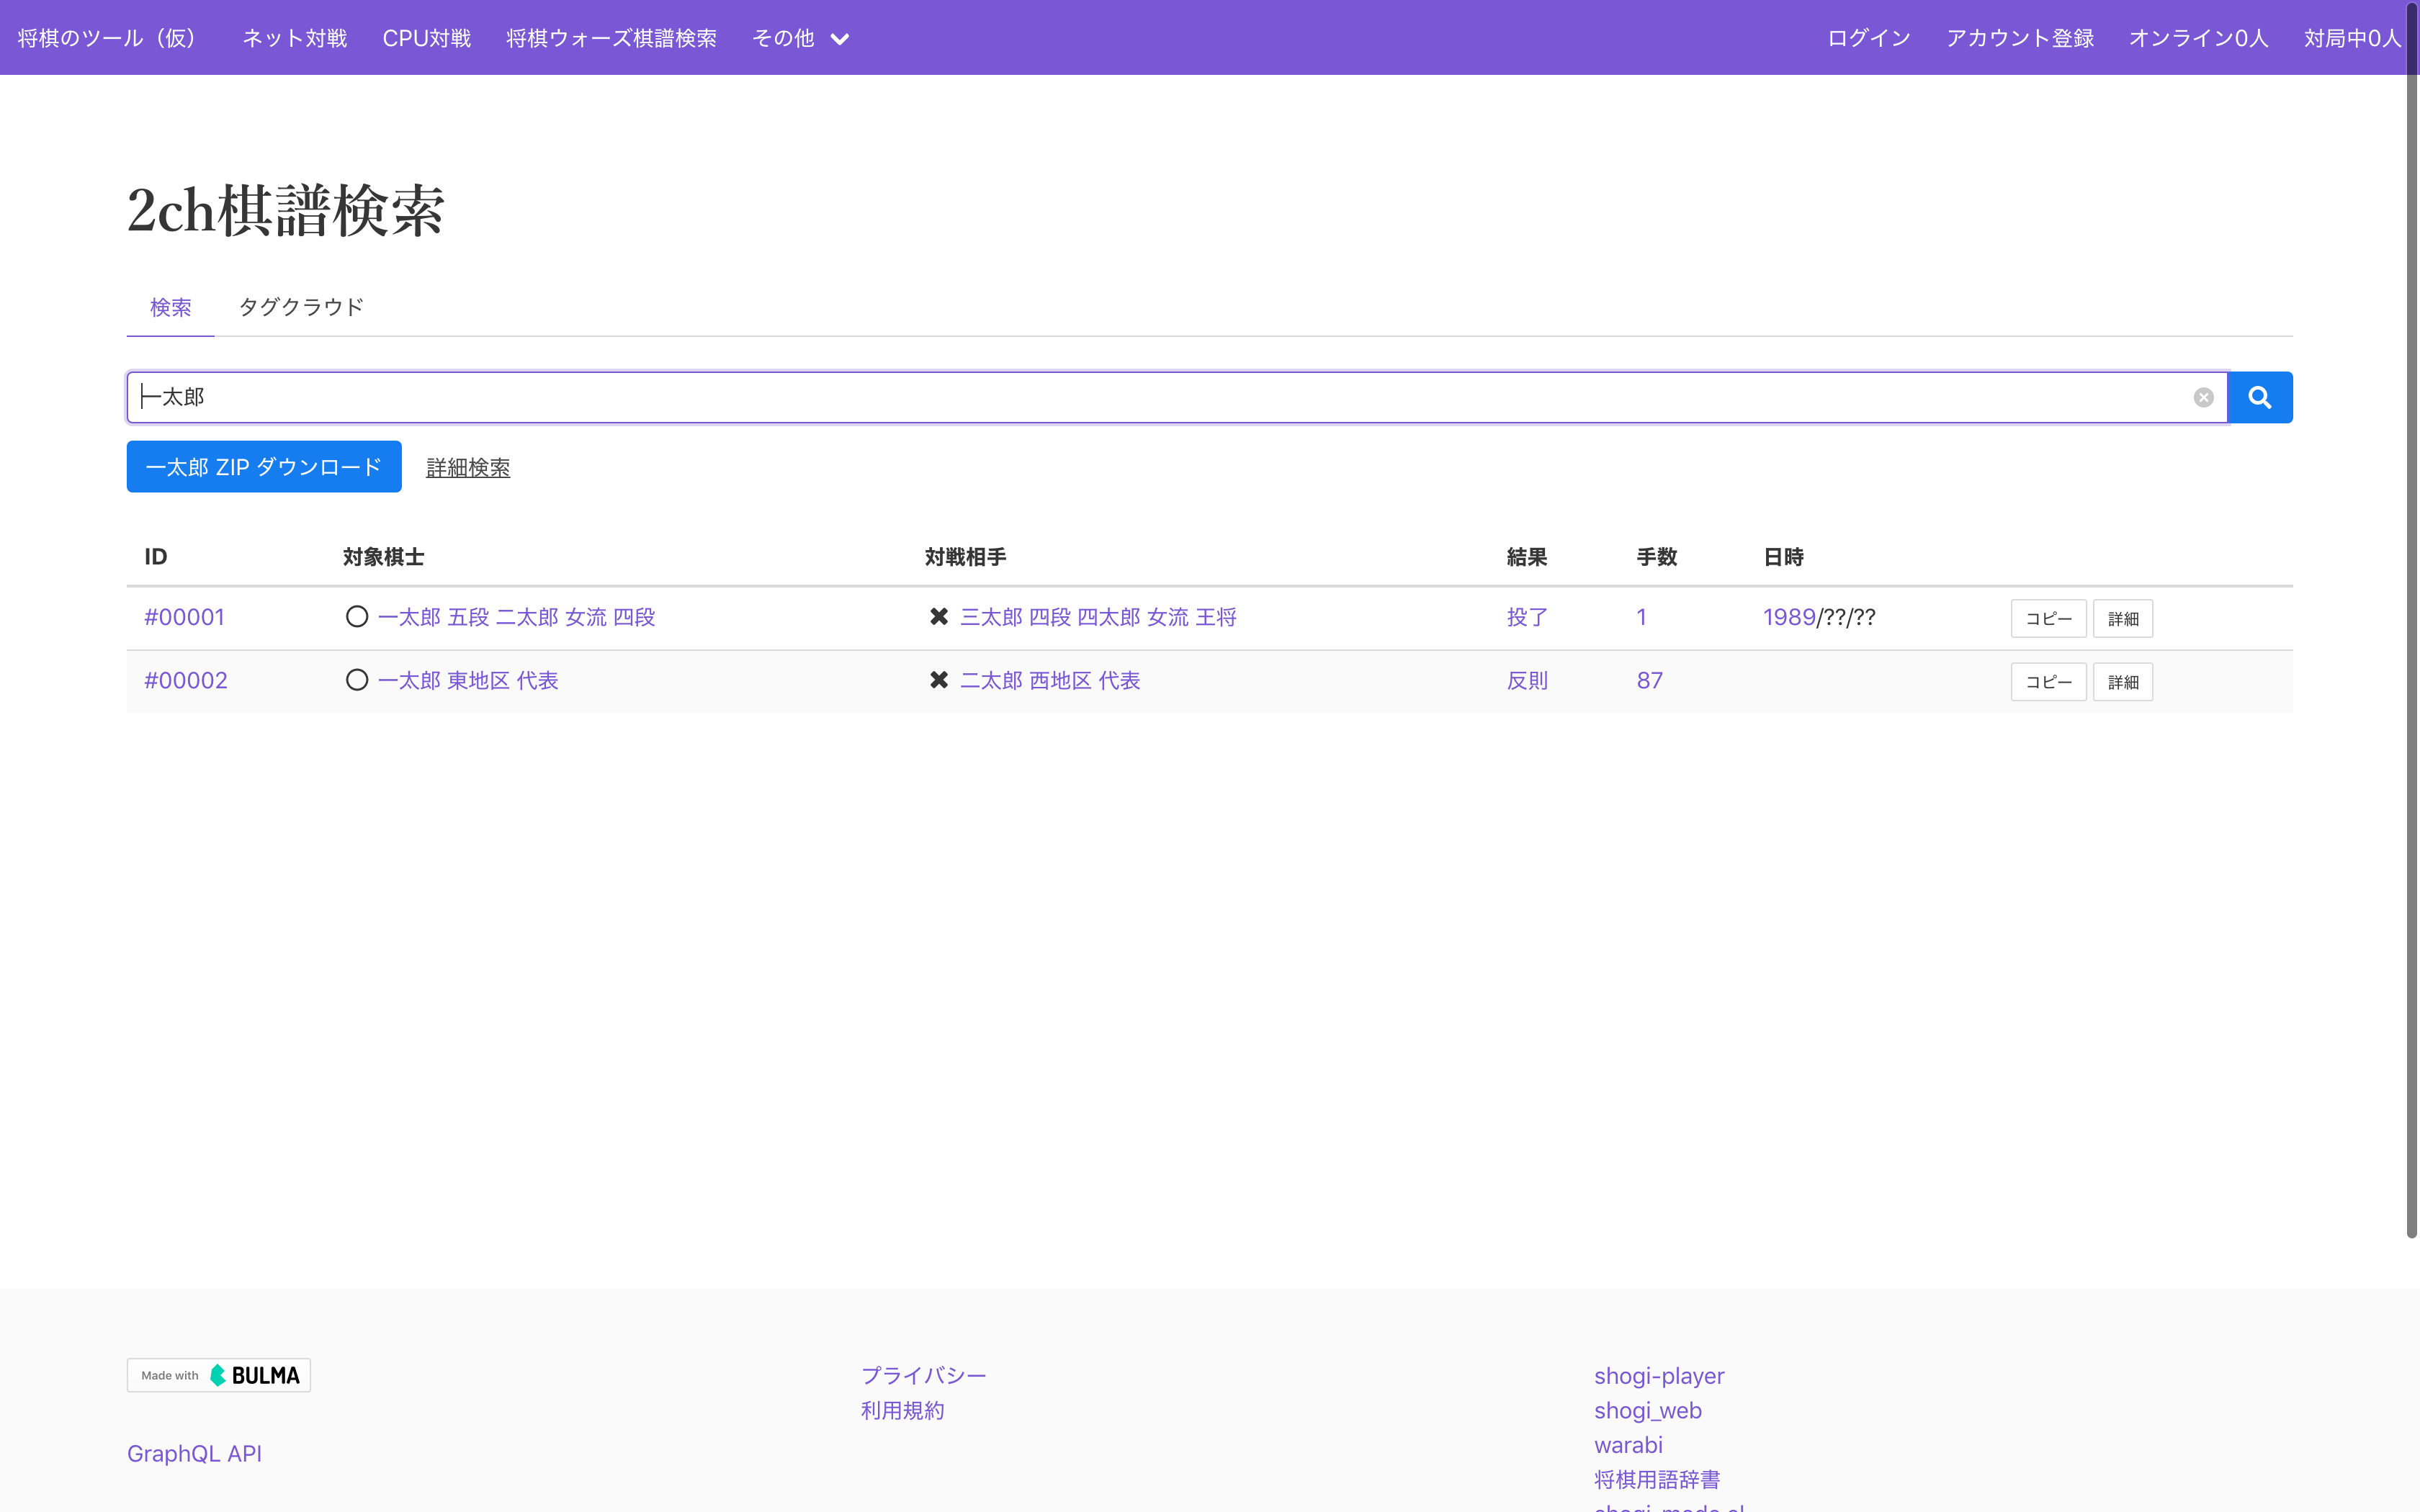 将棋のツール（仮） ネット対戦 CPU対戦 将棋ウォーズ棋譜検索 その他 ログイン アカウント登録 オンライン0人 対局中0人
2ch棋譜検索
検索 タグクラウド
一太郎
一太郎 ZIP ダウンロード 詳細検索
ID 対象棋士 対戦相手 結果 手数 日時
#00001 一太郎 五段 二太郎 女流 四段 三太郎 四段 四太郎 女流 王将 投了 1 1989/??/?? コピー 詳細
#00002 一太郎 東地区 代表 二太郎 西地区 代表 反則 87 コピー 詳細
Made with BULMA プライバシー shogi-player
利用規約 shogi_web
GraphQL API warabi
将棋用語辞書